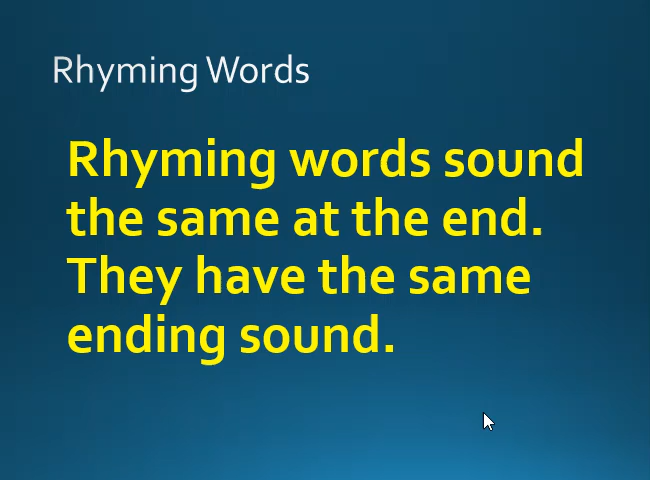 Rhyming Words
Rhyming words sound
the same at the end.
They have the same
ending sound.